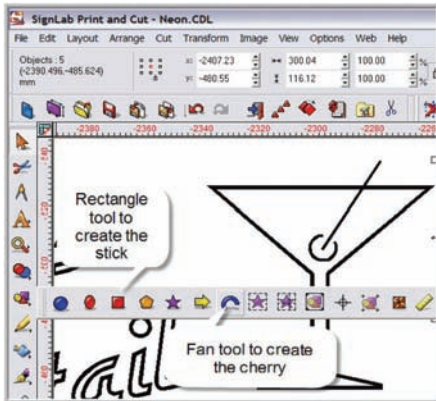 SignLab Print and Cut - Neon.CDL
File Edit Layout Arrange Cut Transform Image View Options Web Help
Objects : 5
(-2390.496,-485.624)
mm
x: -2407.23
y: -480.55
300.04
116.12
100.00 %
100.00 %
-2380 -2360 -2340 -2320 -2300 -2280
Rectangle
tool to
create the
stick
Fan tool to create
the cherry
tail